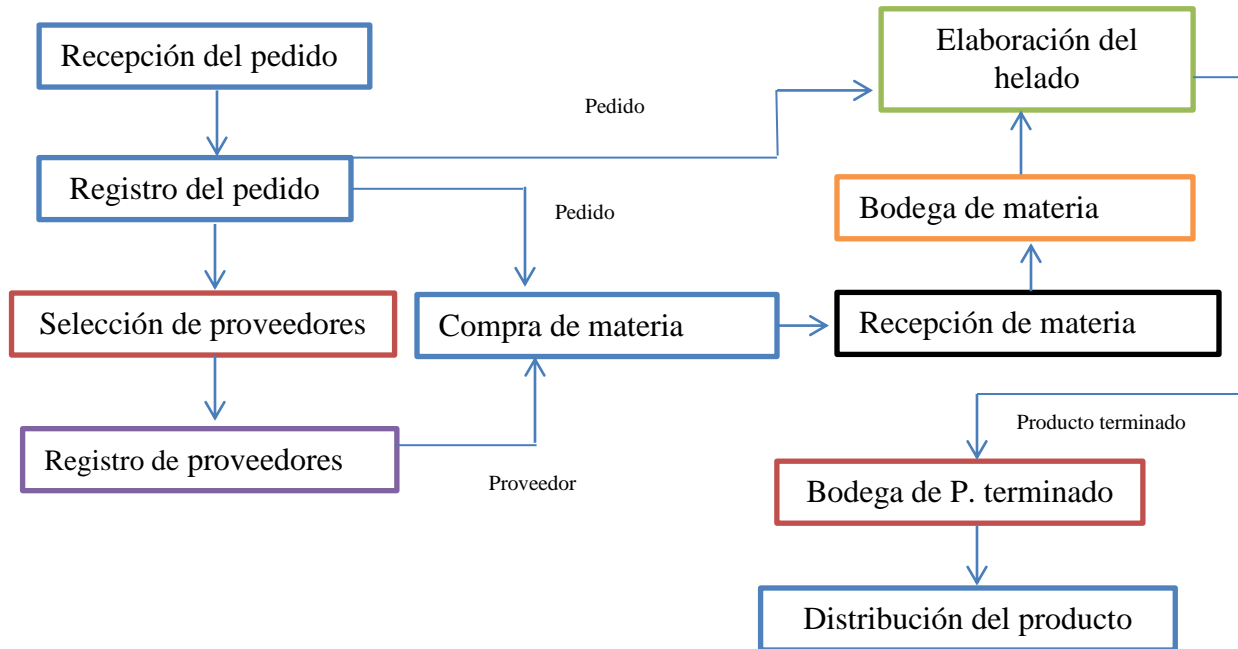 Recepción del pedido
Elaboración del
helado
Pedido
Registro del pedido
Bodega de materia
Pedido
Selección de proveedores
Compra de materia
Recepción de materia
Producto terminado
Registro de proveedores
Proveedor
Bodega de P. terminado
Distribución del producto